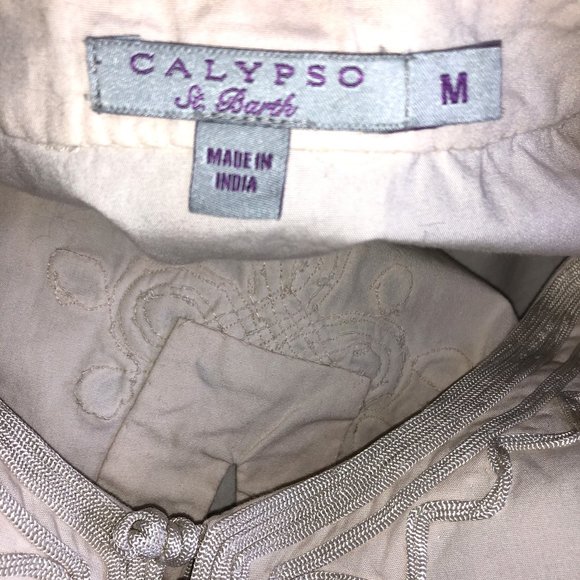 CALYPSO
St. Barth
M
MADE IN
INDIA